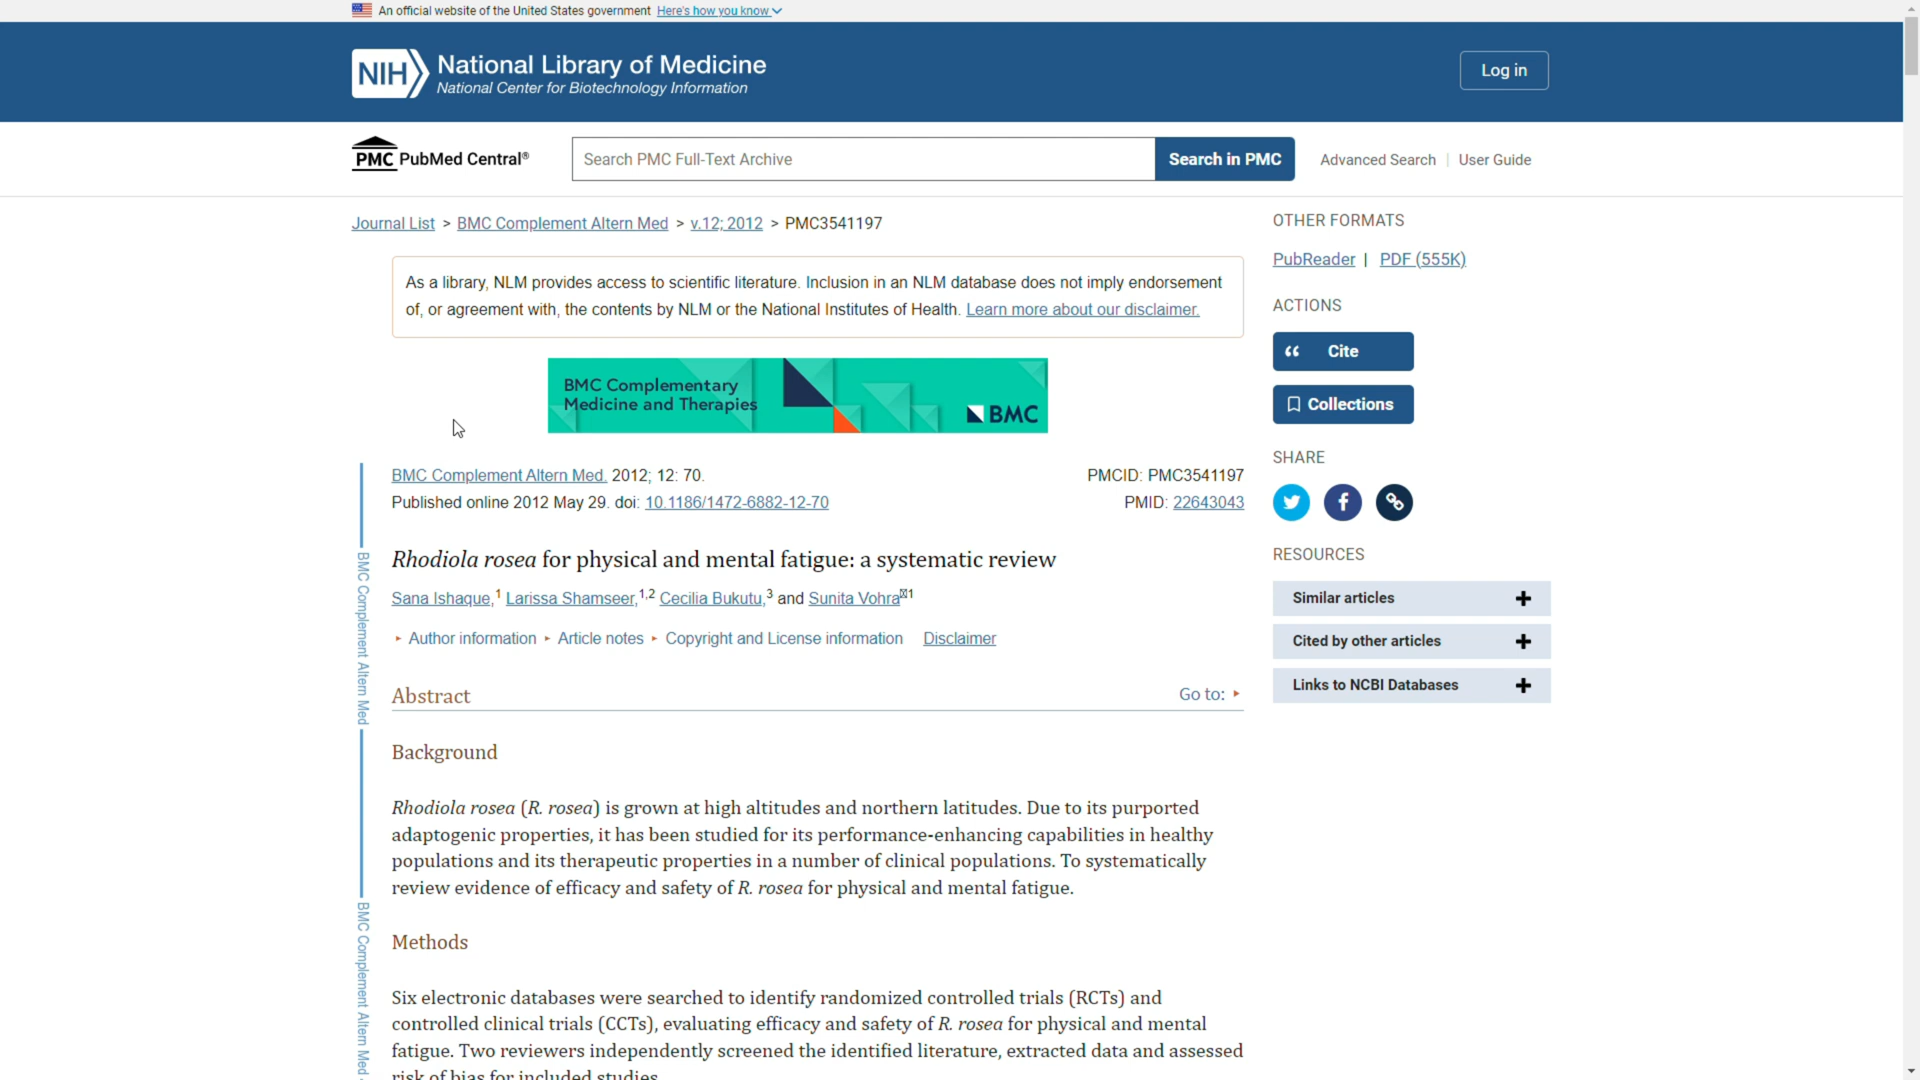 An official website of the United States government Here's how you know
NIH National Library of Medicine
National Center for Biotechnology Information
Log in
PMC PubMed Central®
Search PMC Full-Text Archive
Search in PMC
Advanced Search | User Guide
Journal List > BMC Complement Altern Med > v.12; 2012 > PMC3541197
As a library, NLM provides access to scientific literature. Inclusion in an NLM database does not imply endorsement
of, or agreement with, the contents by NLM or the National Institutes of Health. Learn more about our disclaimer.
BMC Complementary
Medicine and Therapies
BMC
BMC Complement Altern Med. 2012; 12: 70.
PMCID: PMC3541197
Published online 2012 May 29. doi: 10.1186/1472-6882-12-70
PMID: 22643043
Rhodiola rosea for physical and mental fatigue: a systematic review
Sana Ishaque,1 Larissa Shamseer,1,2 Cecilia Bukutu,3 and Sunita Vohra1
Author information Article notes Copyright and License information Disclaimer
Abstract
Go to:
Background
Rhodiola rosea (R. rosea) is grown at high altitudes and northern latitudes. Due to its purported
adaptogenic properties, it has been studied for its performance-enhancing capabilities in healthy
populations and its therapeutic properties in a number of clinical populations. To systematically
review evidence of efficacy and safety of R. rosea for physical and mental fatigue.
Methods
Six electronic databases were searched to identify randomized controlled trials (RCTs) and
controlled clinical trials (CCTs), evaluating efficacy and safety of R. rosea for physical and mental
fatigue. Two reviewers independently screened the identified literature, extracted data and assessed
risk of bias for included studies.
BMC Complement Altern Med
BMC Complement Altern Med
OTHER FORMATS
PubReader | PDF (555K)
ACTIONS
Cite
Collections
SHARE
RESOURCES
Similar articles
Cited by other articles
Links to NCBI Databases